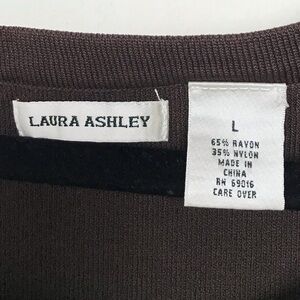 LAURA ASHLEY
L
65% RAYON
35% NYLON
MADE IN
CHINA
RN 69016
CARE OVER